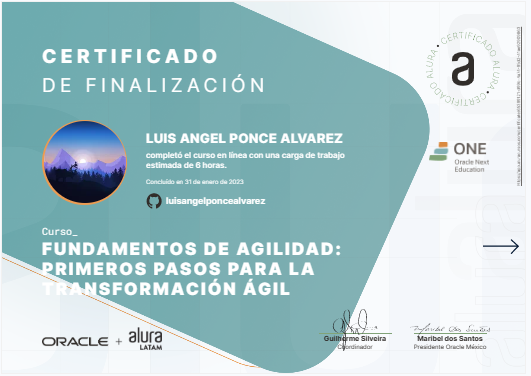 CERTIFICADO
DE FINALIZACIÓN
CERTIFICADO ALURA · CERTIFICADO ALURA ·
a
LUIS ANGEL PONCE ALVAREZ
completó el curso en línea con una carga de trabajo
estimada de 6 horas.
Concluido en 31 de enero de 2023
luisangelponcealvarez
ONE
Oracle Next
Education
Curso_
FUNDAMENTOS DE AGILIDAD:
PRIMEROS PASOS PARA LA
TRANSFORMACIÓN ÁGIL
ORACLE + alura
LATAM
Guilherme Silveira
Coordinador
Maribel dos Santos
Maribel dos Santos
Presidente Oracle México